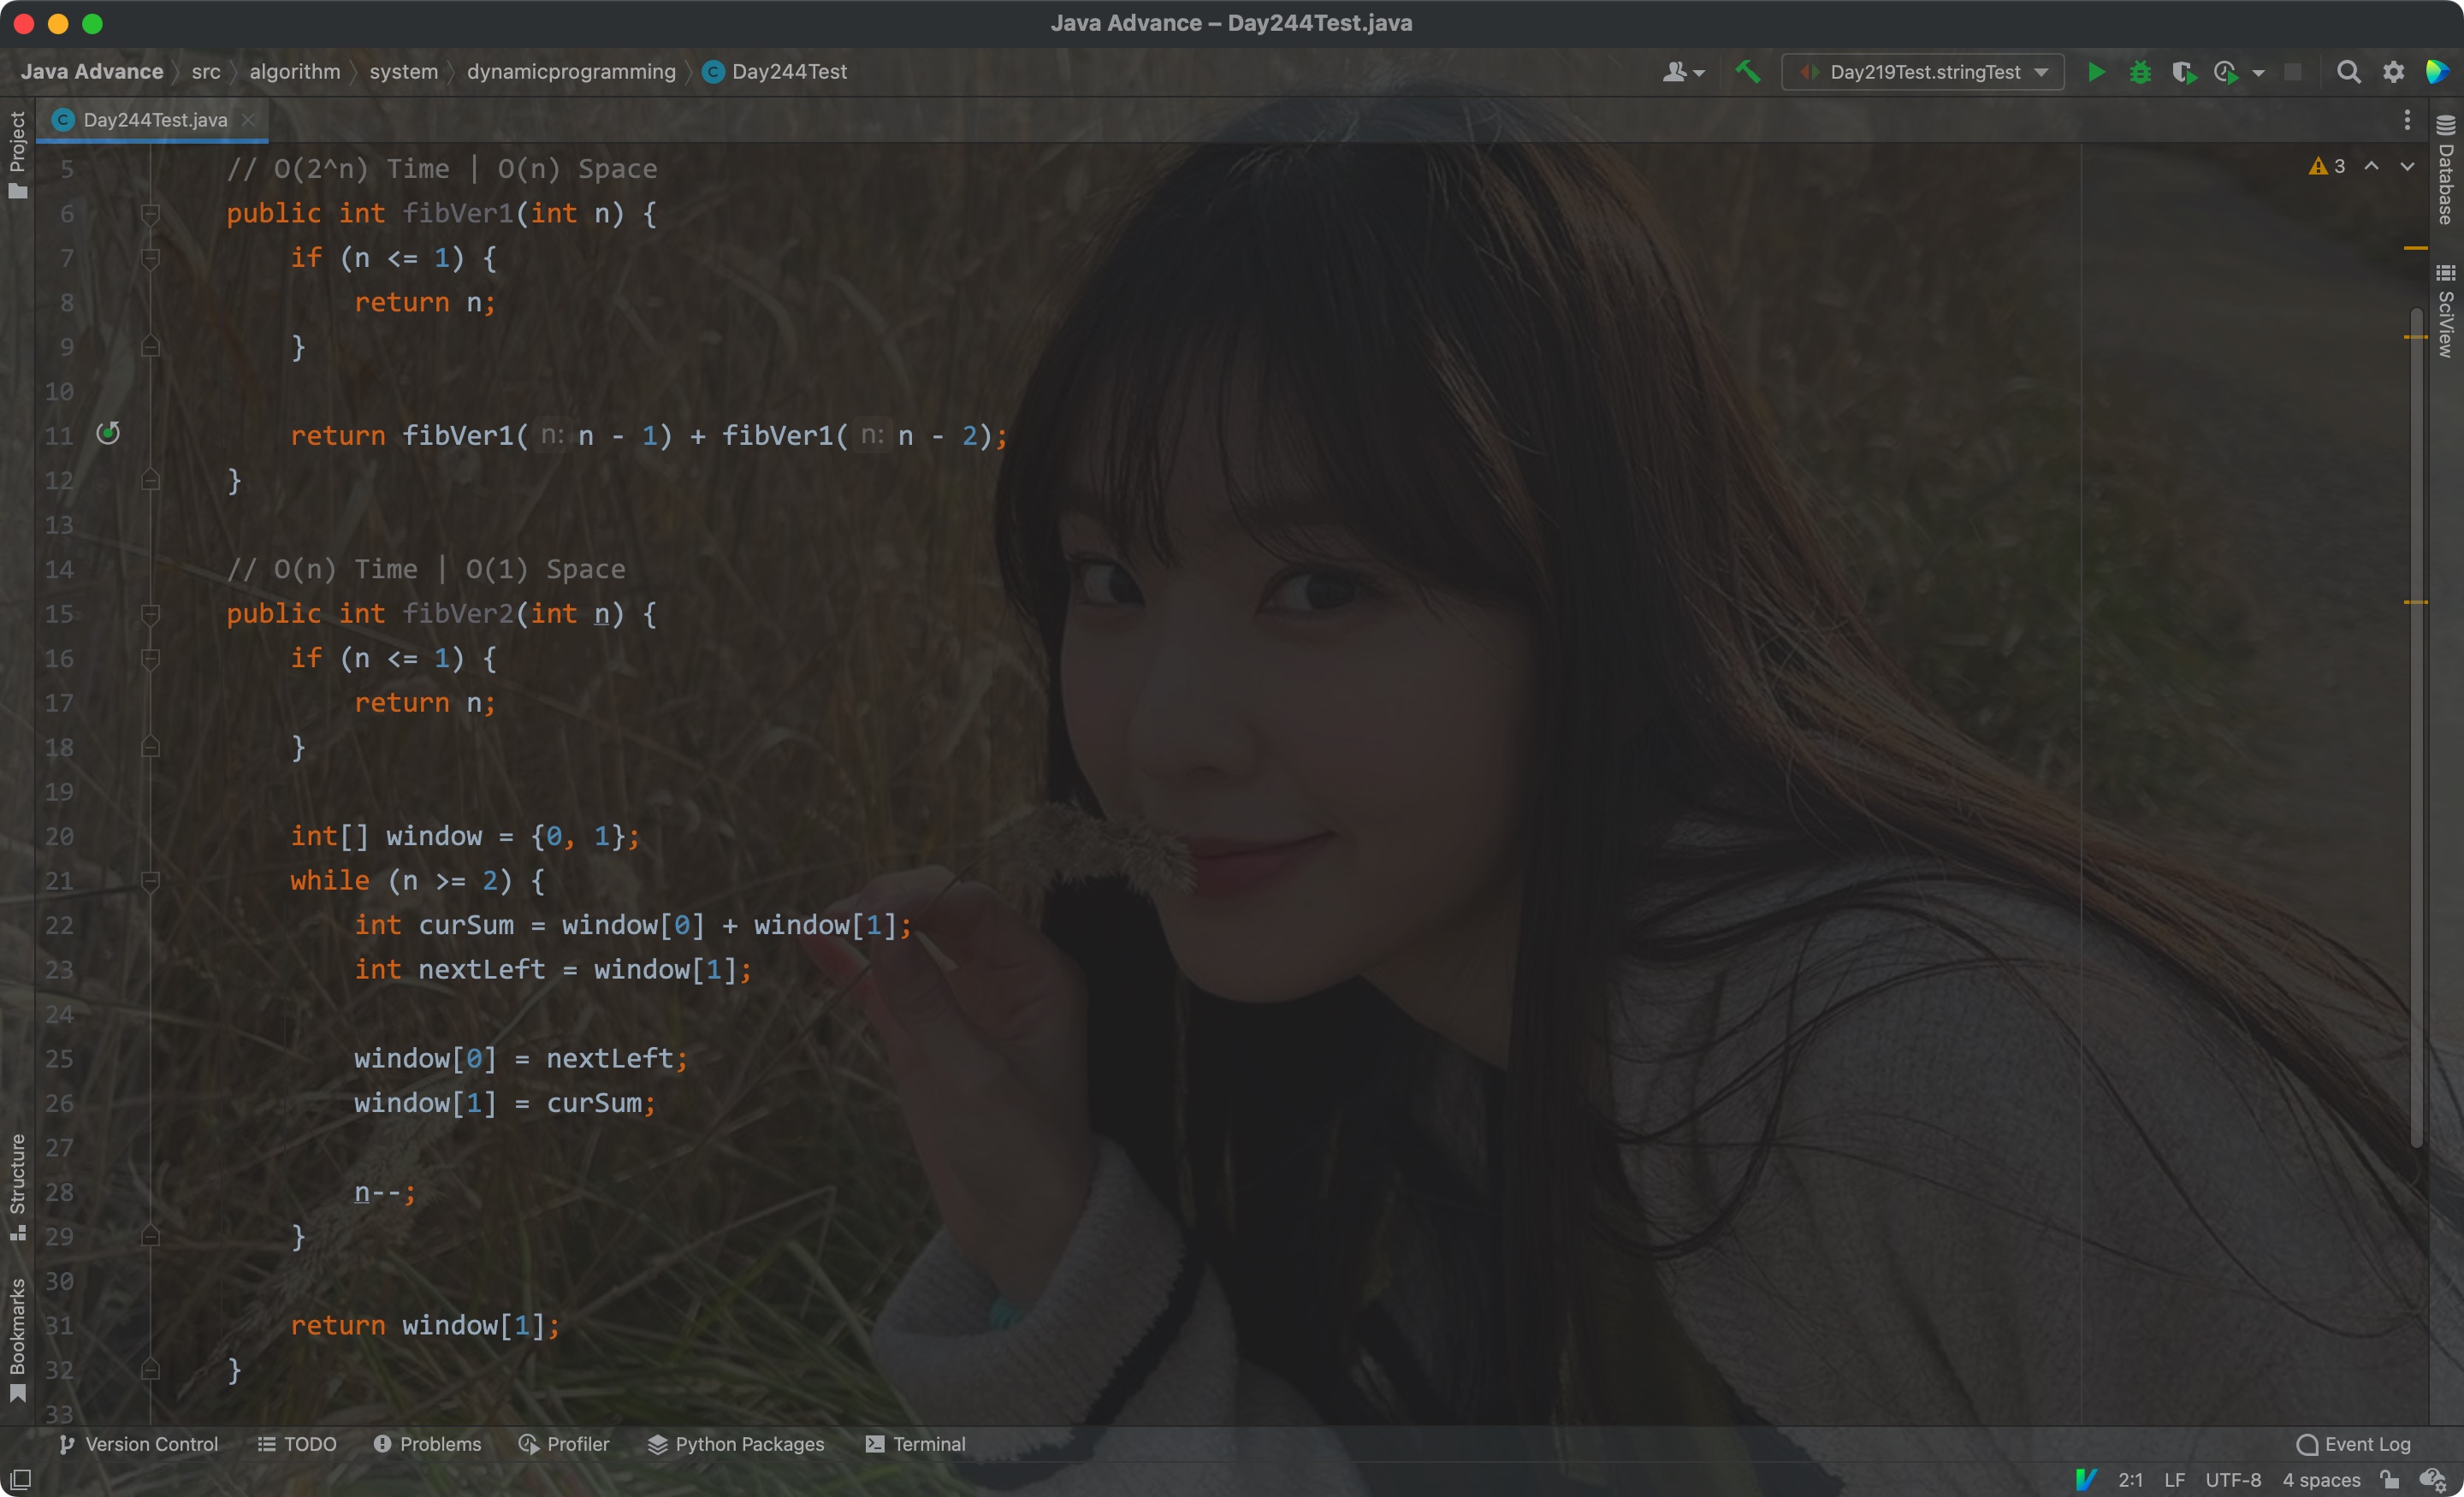 Java Advance – Day244Test.java
Java Advance src algorithm system dynamicprogramming Day244Test Day219Test.stringTest
Day244Test.java
Project
Database
SciView
3
5 // O(2^n) Time | O(n) Space
6 public int fibVer1(int n) {
7 if (n <= 1) {
8 return n;
9 }
10
11 return fibVer1( n: n - 1) + fibVer1( n: n - 2);
12 }
13
14 // O(n) Time | O(1) Space
15 public int fibVer2(int n) {
16 if (n <= 1) {
17 return n;
18 }
19
20 int[] window = {0, 1};
21 while (n >= 2) {
22 int curSum = window[0] + window[1];
23 int nextLeft = window[1];
24
25 window[0] = nextLeft;
26 window[1] = curSum;
27
28 n--;
29 }
30
31 return window[1];
32 }
33
Structure
Bookmarks
Version Control TODO Problems Profiler Python Packages Terminal Event Log
2:1 LF UTF-8 4 spaces